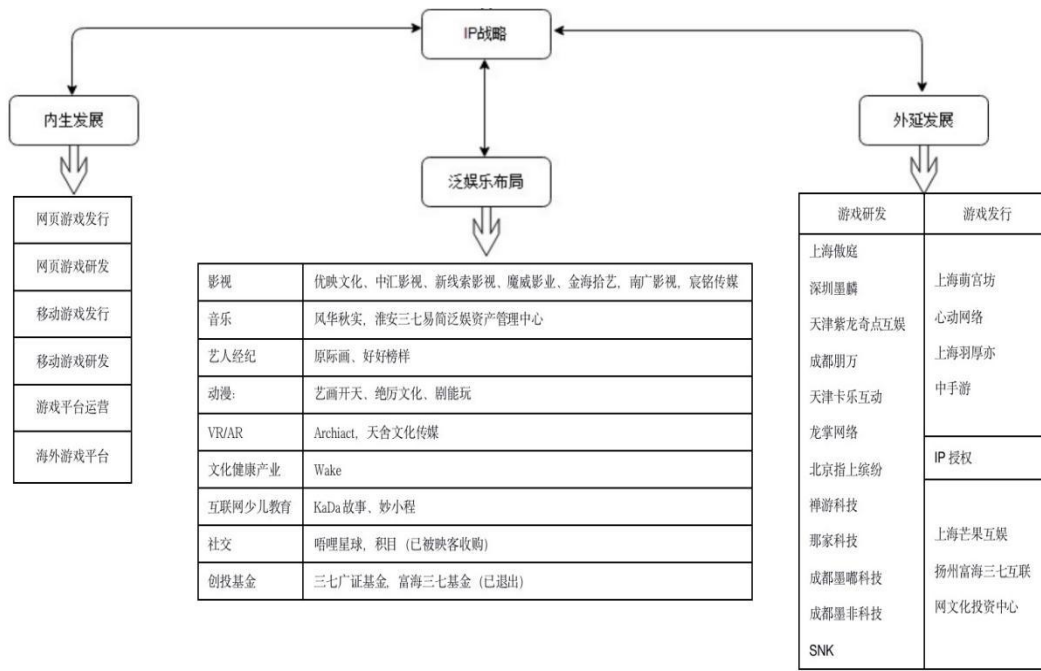 IP战略
内生发展
外延发展
泛娱乐布局
网页游戏发行
网页游戏研发
移动游戏发行
移动游戏研发
游戏平台运营
海外游戏平台
影视 优映文化、中汇影视、新线索影视、魔威影业、金海拾艺，南广影视，宸铭传媒
音乐 风华秋实，淮安三七易简泛娱资产管理中心
艺人经纪 原际画、好好榜样
动漫: 艺画开天、绝厉文化、剧能玩
VR/AR Archiact，天舍文化传媒
文化健康产业 Wake
互联网少儿教育 KaDa故事、妙小程
社交 唔哩星球，积目（已被映客收购）
创投基金 三七广证基金，富海三七基金（已退出）
游戏研发
上海傲庭
深圳墨麟
天津紫龙奇点互娱
成都朋万
天津卡乐互动
龙掌网络
北京指上缤纷
禅游科技
那家科技
成都墨嘟科技
成都墨非科技
SNK
游戏发行
上海萌宫坊
心动网络
上海羽厚亦
中手游
IP 授权
上海芒果互娱
扬州富海三七互联
网文化投资中心